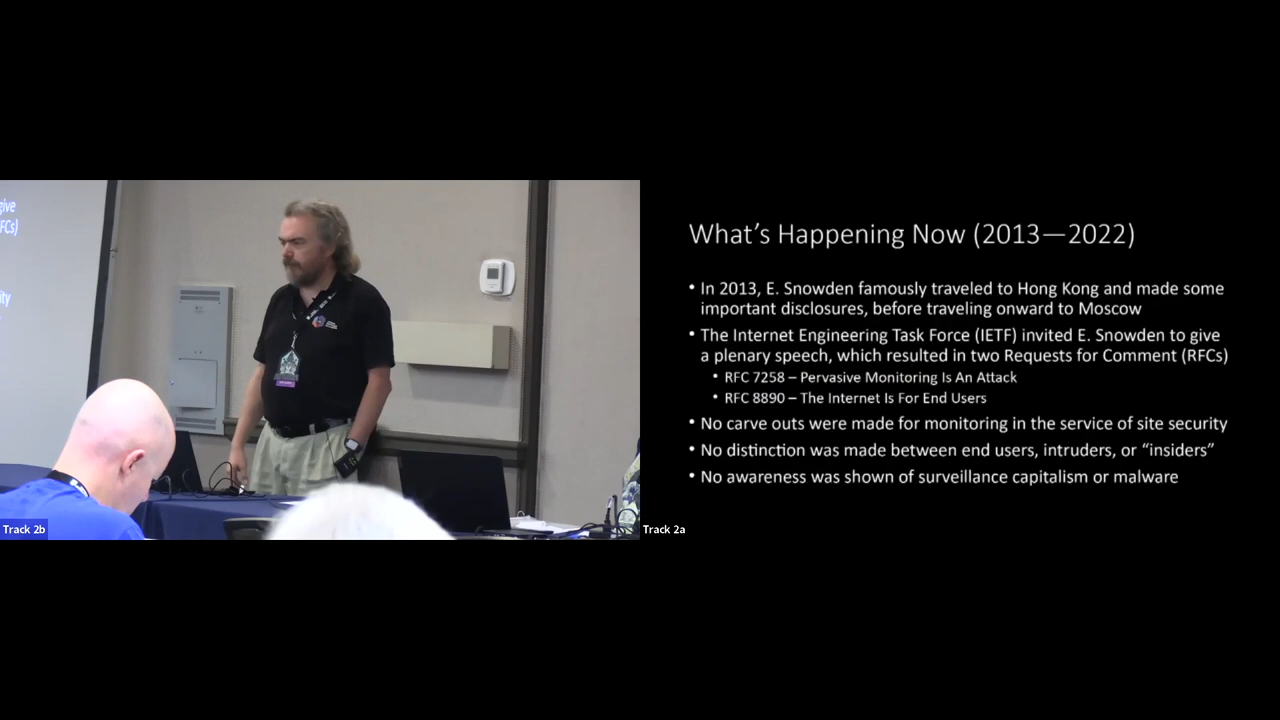 give
FCs)
ity
Track 2b
What's Happening Now (2013—2022)
• In 2013, E. Snowden famously traveled to Hong Kong and made some
important disclosures, before traveling onward to Moscow
• The Internet Engineering Task Force (IETF) invited E. Snowden to give
a plenary speech, which resulted in two Requests for Comment (RFCs)
• RFC 7258 – Pervasive Monitoring Is An Attack
• RFC 8890 – The Internet Is For End Users
• No carve outs were made for monitoring in the service of site security
• No distinction was made between end users, intruders, or “insiders”
• No awareness was shown of surveillance capitalism or malware
Track 2a